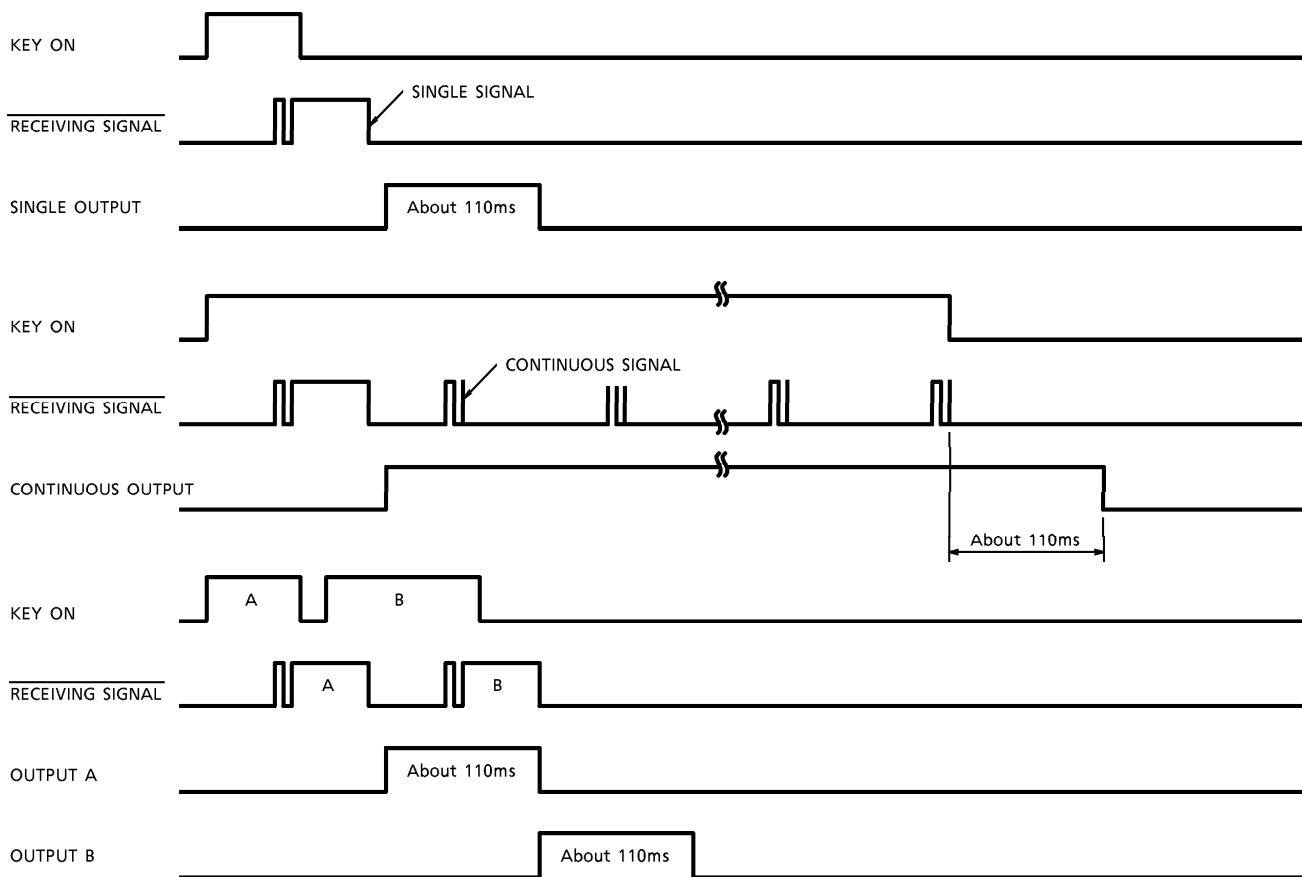 KEY ON
SINGLE SIGNAL
RECEIVING SIGNAL
SINGLE OUTPUT
About 110ms
KEY ON
CONTINUOUS SIGNAL
RECEIVING SIGNAL
CONTINUOUS OUTPUT
About 110ms
KEY ON
A
B
RECEIVING SIGNAL
A
B
OUTPUT A
About 110ms
OUTPUT B
About 110ms